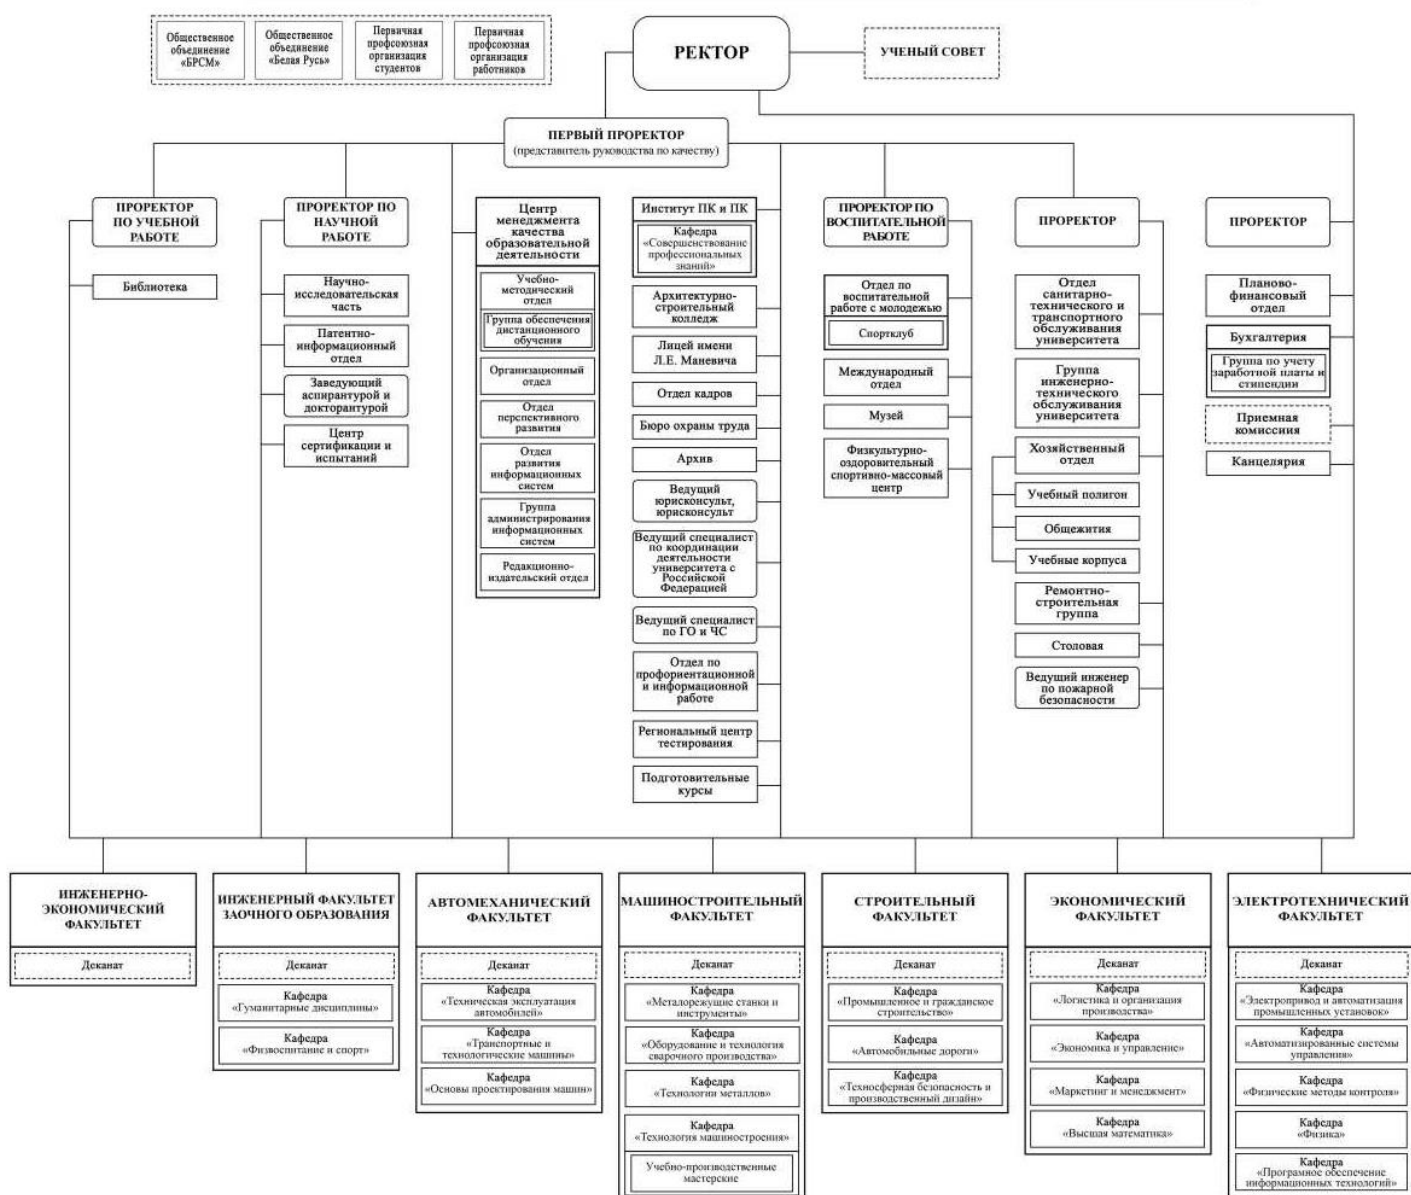 Общественное
объединение
«БРСМ»
Общественное
объединение
«Белая Русь»
Первичная
профсоюзная
организация
студентов
Первичная
профсоюзная
организация
работников
РЕКТОР
УЧЕНЫЙ СОВЕТ
ПЕРВЫЙ ПРОРЕКТОР
(представитель руководства по качеству)
ПРОРЕКТОР
ПО УЧЕБНОЙ
РАБОТЕ
Библиотека
ПРОРЕКТОР ПО
НАУЧНОЙ
РАБОТЕ
Научно-
исследовательская
часть
Патентно-
информационный
отдел
Заведующий
аспирантурой и
докторантурой
Центр
сертификации и
испытаний
Центр
менеджмента
качества
образовательной
деятельности
Учебно-
методический
отдел
Группа обеспечения
дистанционного
обучения
Организационный
отдел
Отдел
перспективного
развития
Отдел
развития
информационных
систем
Группа
администрирования
информационных
систем
Редакционно-
издательский отдел
Институт ПК и ПК
Кафедра
«Совершенствование
профессиональных
знаний»
Архитектурно-
строительный
колледж
Лицей имени
Л.Е. Маневича
Отдел кадров
Бюро охраны труда
Архив
Ведущий
юрисконсульт,
юрисконсульт
Ведущий специалист
по координации
деятельности
университета с
Российской
Федерацией
Ведущий специалист
по ГО и ЧС
Отдел по
профориентационной
и информационной
работе
Региональный центр
тестирования
Подготовительные
курсы
ПРОРЕКТОР ПО
ВОСПИТАТЕЛЬНОЙ
РАБОТЕ
Отдел по
воспитательной
работе с молодежью
Спортклуб
Международный
отдел
Музей
Физкультурно-
оздоровительный
спортивно-массовый
центр
ПРОРЕКТОР
Отдел
санитарно-
технического и
транспортного
обслуживания
университета
Группа
инженерно-
технического
обслуживания
университета
Хозяйственный
отдел
Учебный полигон
Общежития
Учебные корпуса
Ремонтно-
строительная
группа
Столовая
Ведущий инженер
по пожарной
безопасности
ПРОРЕКТОР
Планово-
финансовый
отдел
Бухгалтерия
Группа по учету
заработной платы и
стипендии
Приемная
комиссиия
Канцелярия
ИНЖЕНЕРНО-
ЭКОНОМИЧЕСКИЙ
ФАКУЛЬТЕТ
Деканат
ИНЖЕНЕРНЫЙ ФАКУЛЬТЕТ
ЗАОЧНОГО ОБРАЗОВАНИЯ
Деканат
Кафедра
«Гуманитарные дисциплины»
Кафедра
«Физвоспитание и спорт»
АВТОМЕХАНИЧЕСКИЙ
ФАКУЛЬТЕТ
Деканат
Кафедра
«Техническая эксплуатация
автомобилей»
Кафедра
«Транспортные и
технологические машины»
Кафедра
«Основы проектирования машин»
МАШИНОСТРОИТЕЛЬНЫЙ
ФАКУЛЬТЕТ
Деканат
Кафедра
«Металорежущие станки и
инструменты»
Кафедра
«Оборудование и технология
сварочного производства»
Кафедра
«Технологии металлов»
Кафедра
«Технология машиностроения»
Учебно-производственные
мастерские
СТРОИТЕЛЬНЫЙ
ФАКУЛЬТЕТ
Деканат
Кафедра
«Промышленное и гражданское
строительство»
Кафедра
«Автомобильные дороги»
Кафедра
«Техносферная безопасность и
производственный дизайн»
ЭКОНОМИЧЕСКИЙ
ФАКУЛЬТЕТ
Деканат
Кафедра
«Логистика и организация
производства»
Кафедра
«Экономика и управление»
Кафедра
«Маркетинг и менеджмент»
Кафедра
«Высшая математика»
ЭЛЕКТРОТЕХНИЧЕСКИЙ
ФАКУЛЬТЕТ
Деканат
Кафедра
«Электропривод и автоматизация
промышленных установок»
Кафедра
«Автоматизированные системы
управления»
Кафедра
«Физические методы контроля»
Кафедра
«Физика»
Кафедра
«Програмное обеспечение
информационных технологий»